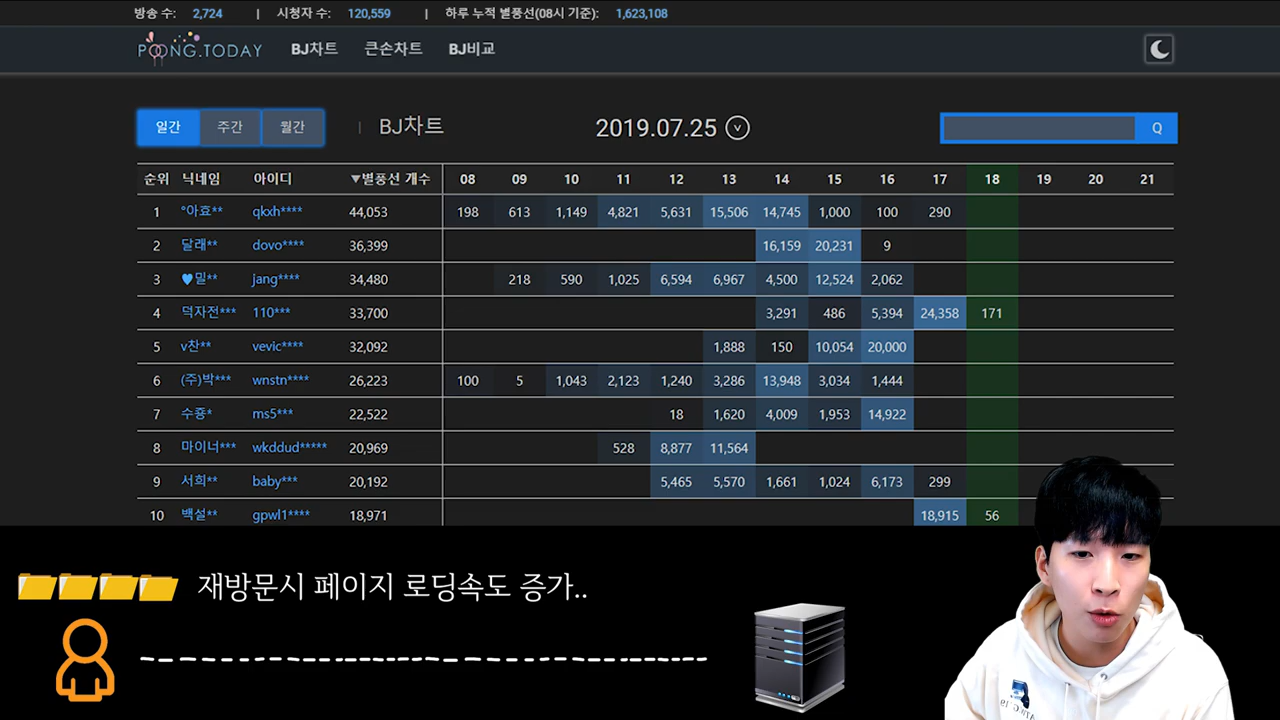 방송 수: 2,724 | 시청자 수: 120,559 | 하루 누적 별풍선(08시 기준): 1,623,108
POONG.TODAY BJ차트 큰손차트 BJ비교
일간 주간 월간 | BJ차트 2019.07.25 Q
순위 닉네임 아이디 ▼별풍선 개수 08 09 10 11 12 13 14 15 16 17 18 19 20 21
1 °아효** qkxh**** 44,053 198 613 1,149 4,821 5,631 15,506 14,745 1,000 100 290
2 달래** dovo**** 36,399 16,159 20,231 9
3 ♥밀** jang**** 34,480 218 590 1,025 6,594 6,967 4,500 12,524 2,062
4 덕자전*** 110*** 33,700 3,291 486 5,394 24,358 171
5 v찬** vevic**** 32,092 1,888 150 10,054 20,000
6 (주)박*** wnstn**** 26,223 100 5 1,043 2,123 1,240 3,286 13,948 3,034 1,444
7 수죵* ms5*** 22,522 18 1,620 4,009 1,953 14,922
8 마이너*** wkddud***** 20,969 528 8,877 11,564
9 서희** baby*** 20,192 5,465 5,570 1,661 1,024 6,173 299
10 백설** gpwl1**** 18,971 18,915 56
재방문시 페이지 로딩속도 증가..